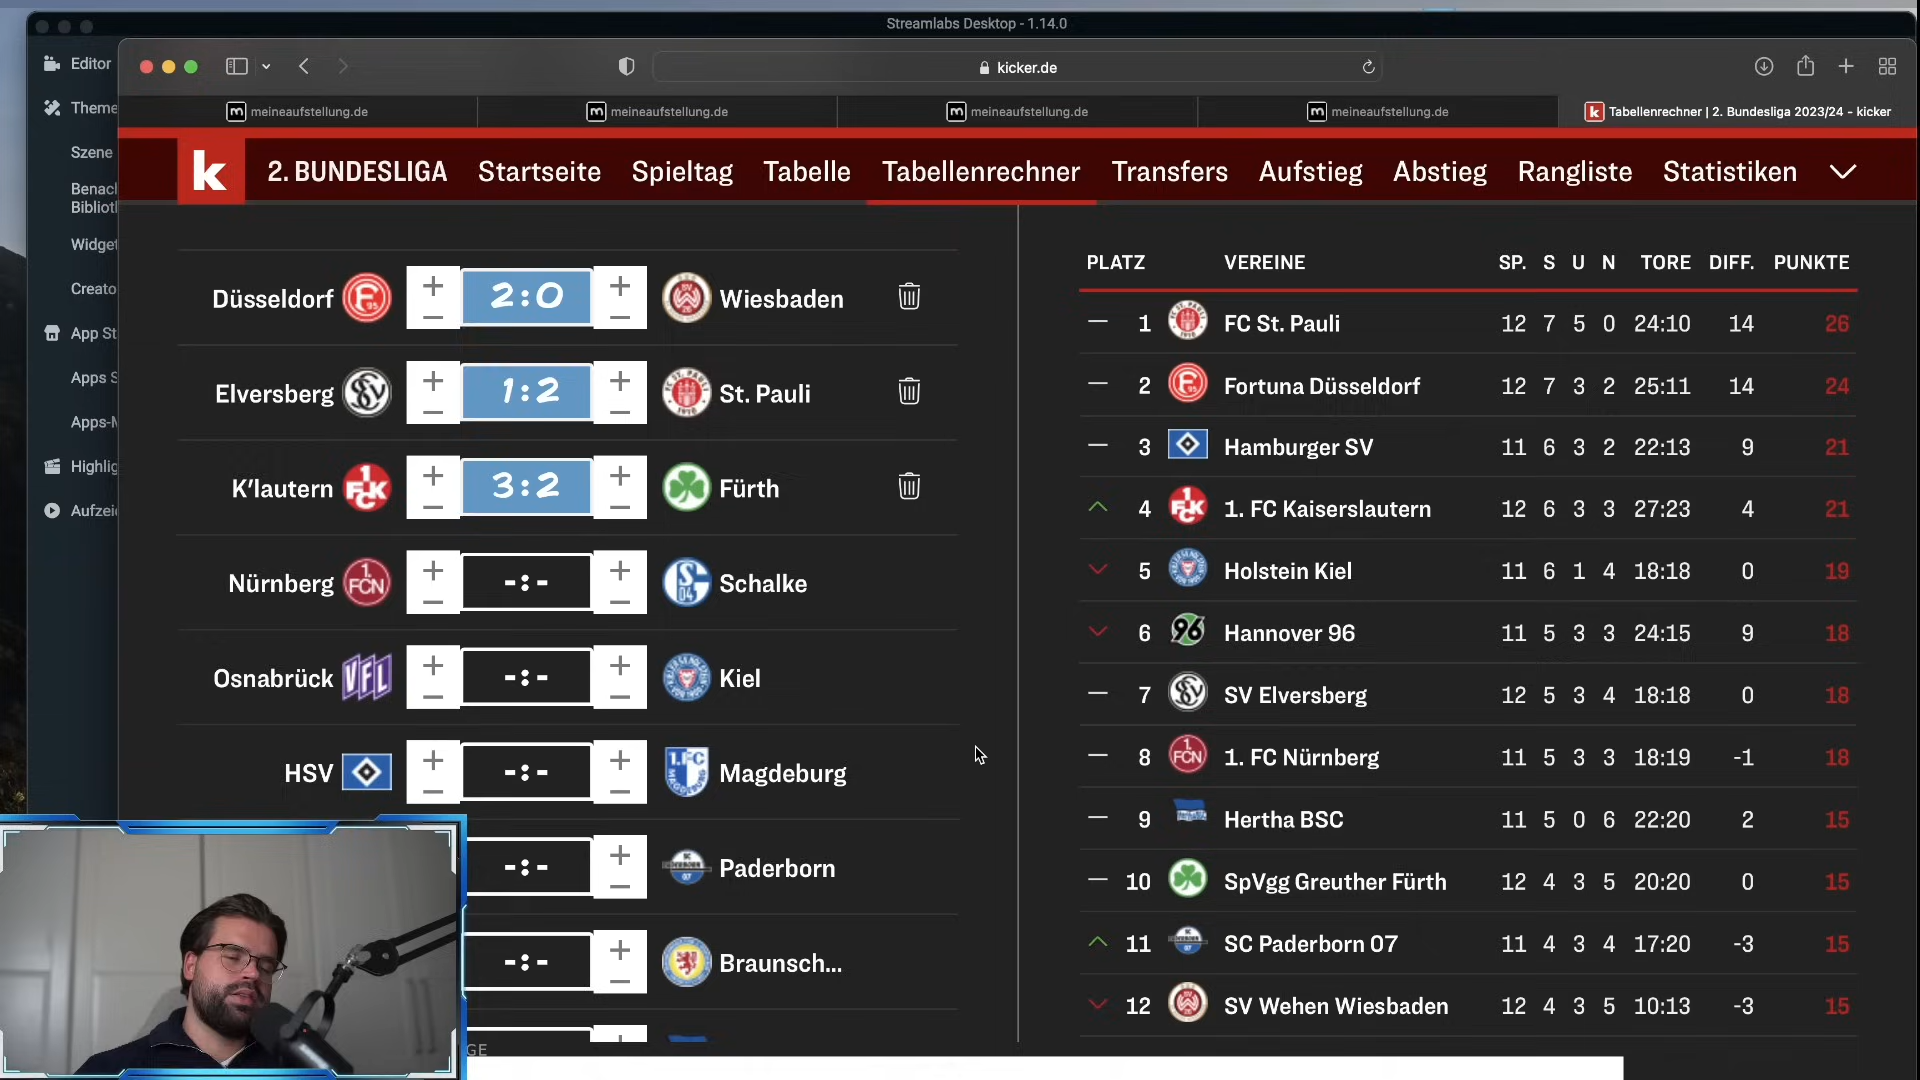 Streamlabs Desktop - 1.14.0
kicker.de
meineaufstellung.de
meineaufstellung.de
meineaufstellung.de
meineaufstellung.de
Tabellenrechner | 2. Bundesliga 2023/24 - kicker
Editor
Theme
Szene
Benac
Bibliot
Widge
Creato
App St
Apps S
Apps-M
Highlig
Aufzei
k 2. BUNDESLIGA Startseite Spieltag Tabelle Tabellenrechner Transfers Aufstieg Abstieg Rangliste Statistiken
Düsseldorf 2:0 Wiesbaden
Elversberg 1:2 St. Pauli
K'lautern 3:2 Fürth
Nürnberg -:- Schalke
Osnabrück -:- Kiel
HSV -:- Magdeburg
-:- Paderborn
-:- Braunsch...
GE
PLATZ VEREINE SP. S U N TORE DIFF. PUNKTE
1 FC St. Pauli 12 7 5 0 24:10 14 26
2 Fortuna Düsseldorf 12 7 3 2 25:11 14 24
3 Hamburger SV 11 6 3 2 22:13 9 21
4 1. FC Kaiserslautern 12 6 3 3 27:23 4 21
5 Holstein Kiel 11 6 1 4 18:18 0 19
6 Hannover 96 11 5 3 3 24:15 9 18
7 SV Elversberg 12 5 3 4 18:18 0 18
8 1. FC Nürnberg 11 5 3 3 18:19 -1 18
9 Hertha BSC 11 5 0 6 22:20 2 15
10 SpVgg Greuther Fürth 12 4 3 5 20:20 0 15
11 SC Paderborn 07 11 4 3 4 17:20 -3 15
12 SV Wehen Wiesbaden 12 4 3 5 10:13 -3 15